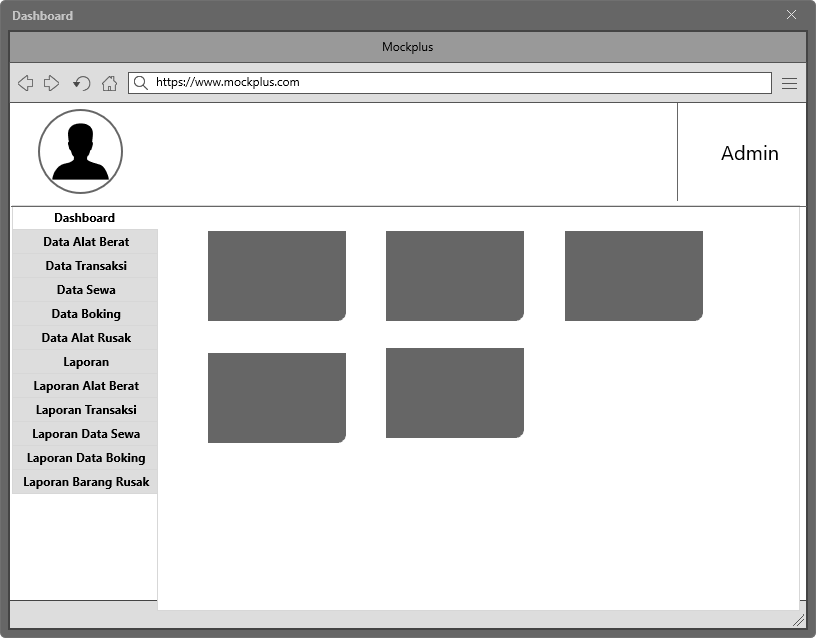 Dashboard
Mockplus
https://www.mockplus.com
Admin
Dashboard
Data Alat Berat
Data Transaksi
Data Sewa
Data Boking
Data Alat Rusak
Laporan
Laporan Alat Berat
Laporan Transaksi
Laporan Data Sewa
Laporan Data Boking
Laporan Barang Rusak